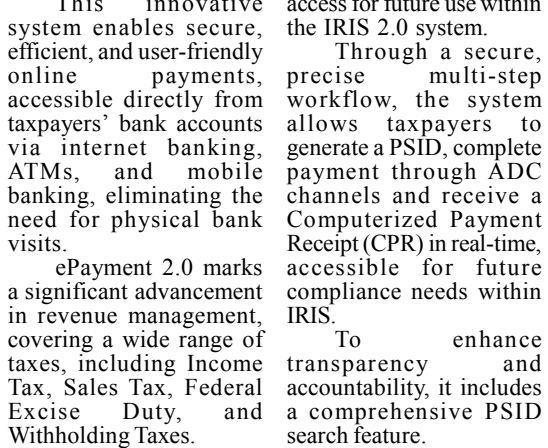 This innovative
system enables secure,
efficient, and user-friendly
online payments,
accessible directly from
taxpayers’ bank accounts
via internet banking,
ATMs, and mobile
banking, eliminating the
need for physical bank
visits.
ePayment 2.0 marks
a significant advancement
in revenue management,
covering a wide range of
taxes, including Income
Tax, Sales Tax, Federal
Excise Duty, and
Withholding Taxes.
access for future use within
the IRIS 2.0 system.
Through a secure,
precise multi-step
workflow, the system
allows taxpayers to
generate a PSID, complete
payment through ADC
channels and receive a
Computerized Payment
Receipt (CPR) in real-time,
accessible for future
compliance needs within
IRIS.
To enhance
transparency and
accountability, it includes
a comprehensive PSID
search feature.